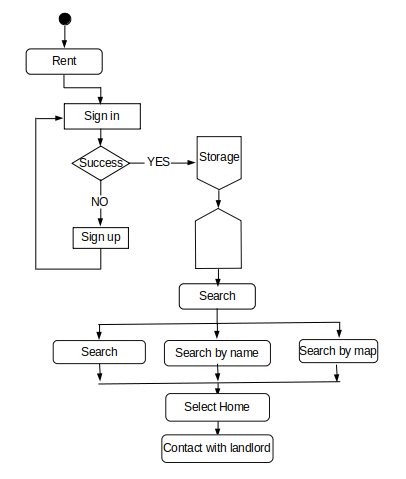 Rent
Sign in
Success
YES
Storage
NO
Sign up
Search
Search
Search by name
Search by map
Select Home
Contact with landlord